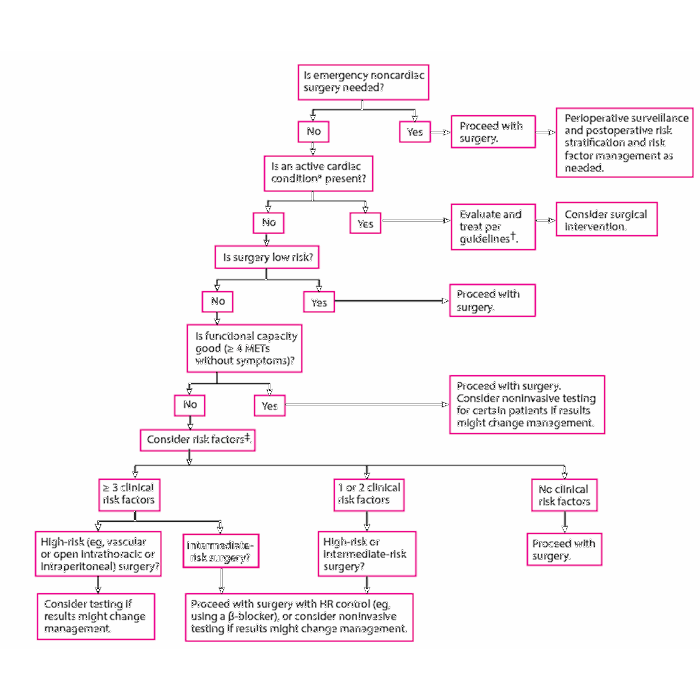 Is emergency noncardiac
surgery needed?
No
Yes
Proceed with
surgery.
Perioperative surveillance
and postoperative risk
stratification and risk
factor management as
needed.
Is an active cardiac
condition* present?
No
Yes
Evaluate and
treat per
guidelines†.
Consider surgical
intervention.
Is surgery low risk?
No
Yes
Proceed with
surgery.
Is functional capacity
good (≥ 4 METs
without symptoms)?
No
Yes
Proceed with surgery.
Consider noninvasive testing
for certain patients if results
might change management.
Consider risk factors‡.
≥ 3 clinical
risk factors
1 or 2 clinical
risk factors
No clinical
risk factors
High-risk (eg, vascular
or open intrathoracic or
intraperitoneal) surgery?
Intermediate-
risk surgery?
High-risk or
intermediate-risk
surgery?
Proceed with
surgery.
Consider testing if
results might change
management.
Proceed with surgery with HR control (eg,
using a β-blocker), or consider noninvasive
testing if results might change management.